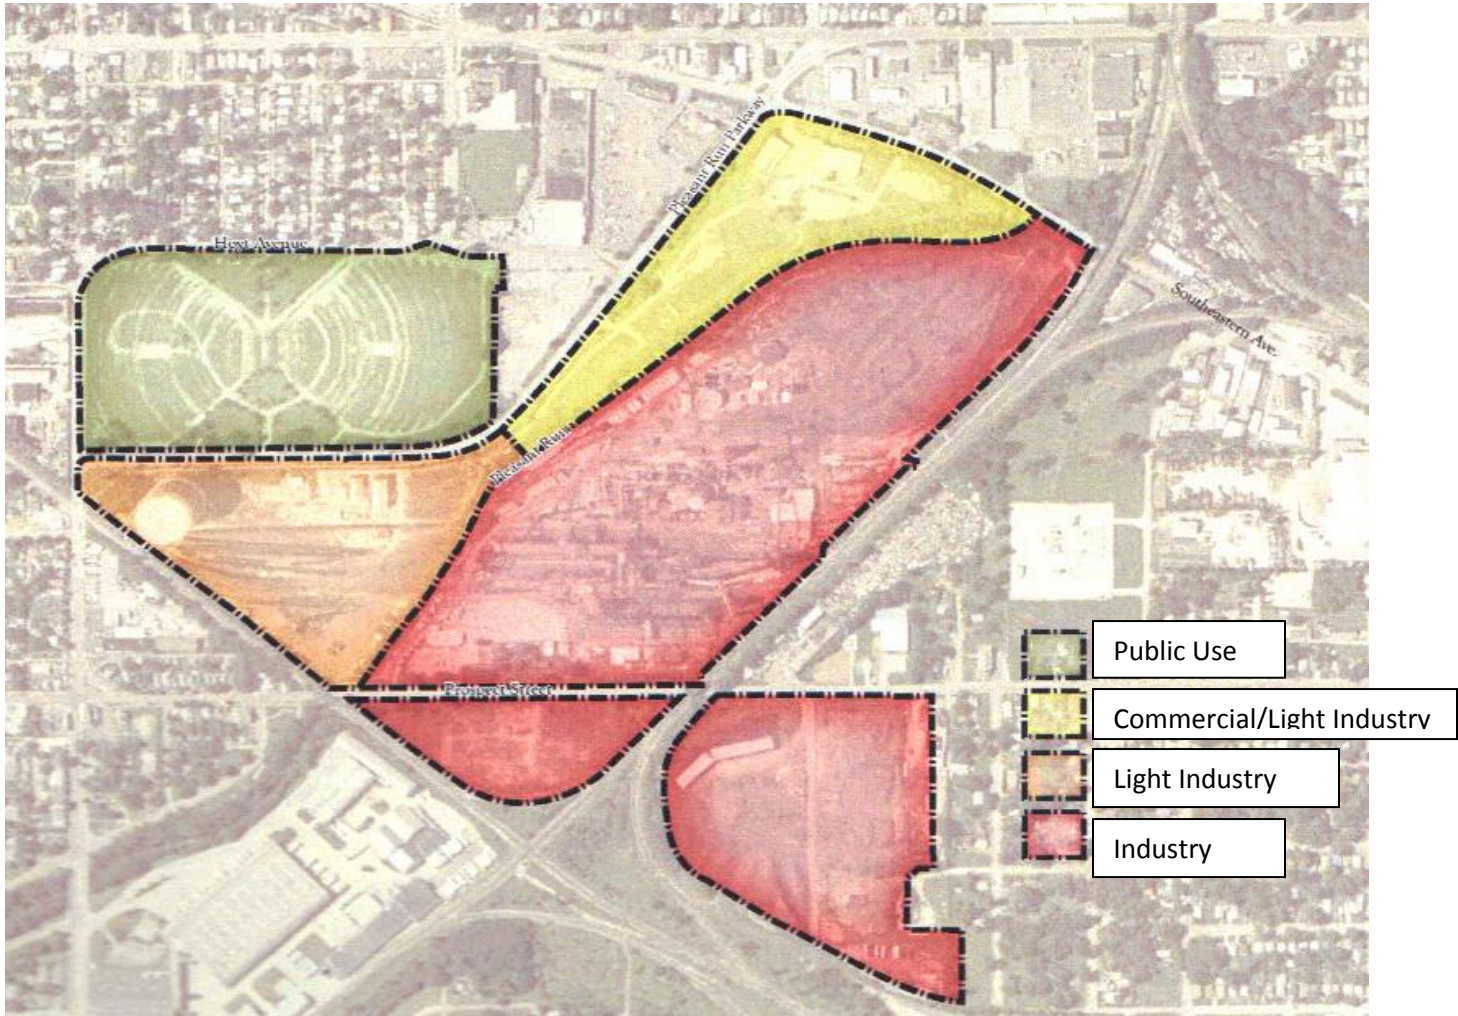 Pleasant Run Parkway
Hoyt Avenue
Southeastern Ave.
Pleasant Run
Prospect Street
Public Use
Commercial/Light Industry
Light Industry
Industry